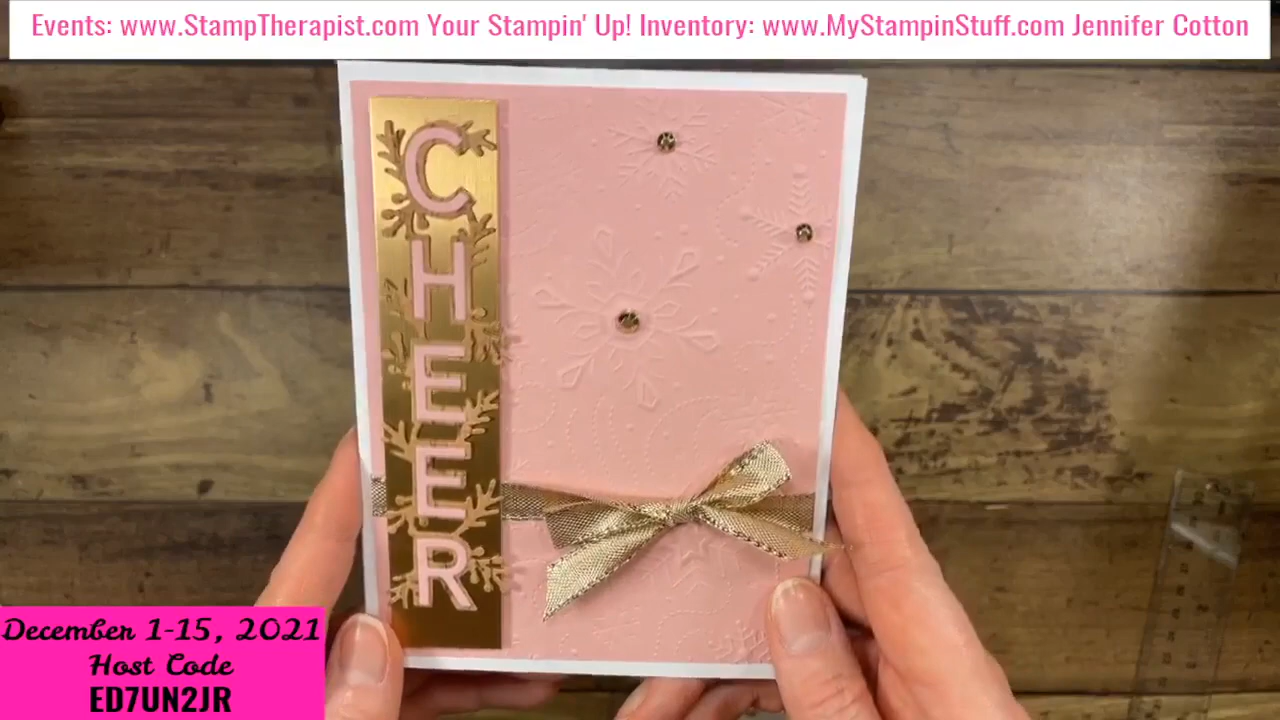 Events: www.StampTherapist.com Your Stampin' Up! Inventory: www.MyStampinStuff.com Jennifer Cotton
CHEER
December 1-15, 2021
Host Code
ED7UN2JR